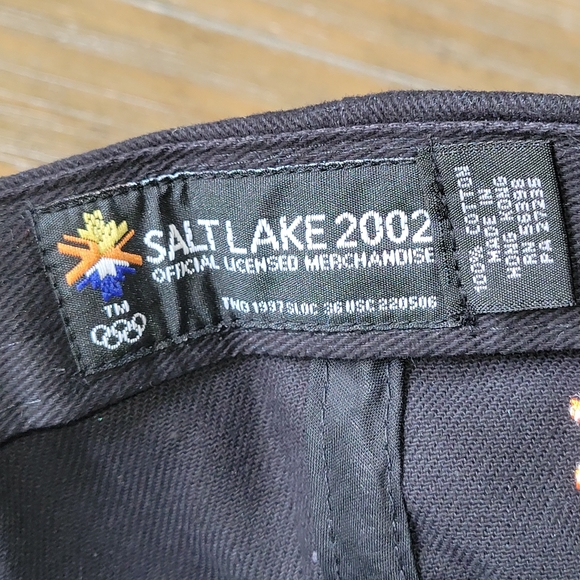 SALT LAKE 2002
OFFICIAL LICENSED MERCHANDISE
TM
TM© 1997 SLOC 36 USC 220506
100% COTTON
MADE IN
HONG KONG
RN 56398
PA 27235